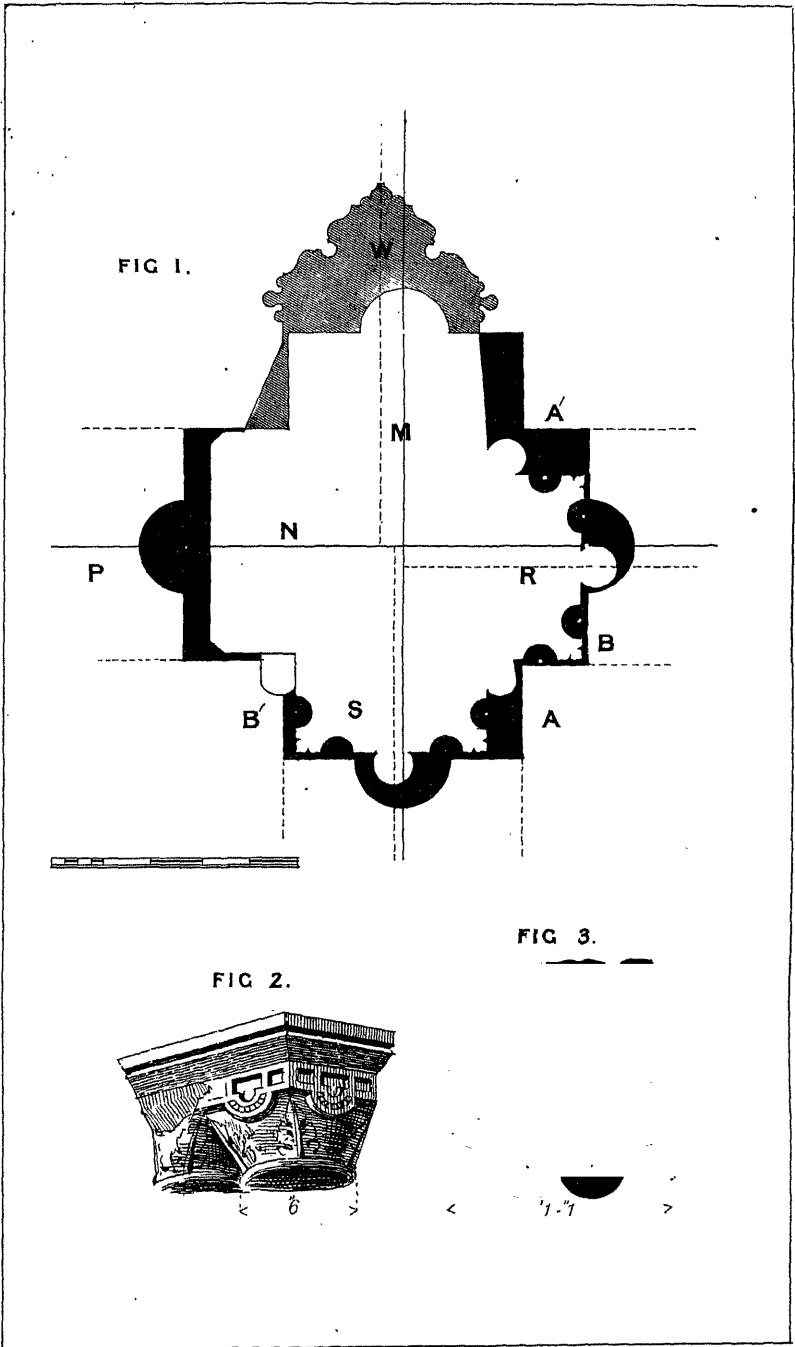 FIG 1.
W
A′
M
N
P
R
B
B′
S
A
FIG 3.
FIG 2.
< "6 >
< '1-"1 >